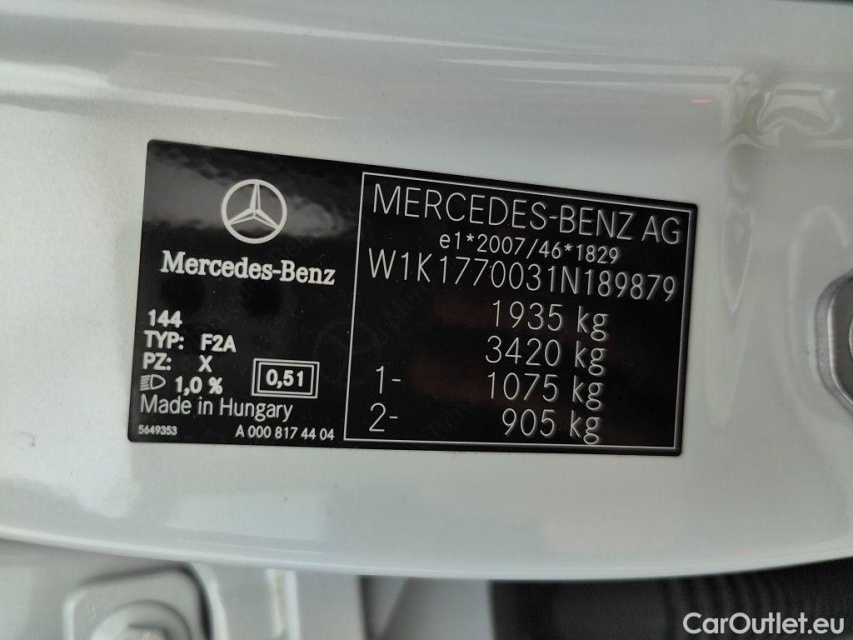 Mercedes-Benz
144
TYP: F2A
PZ: X
1,0 %
0,51
Made in Hungary
5649353 A 000 817 44 04
MERCEDES-BENZ AG
e1*2007/46*1829
W1K1770031N189879
1935 kg
3420 kg
1- 1075 kg
2- 905 kg
CarOutlet.eu